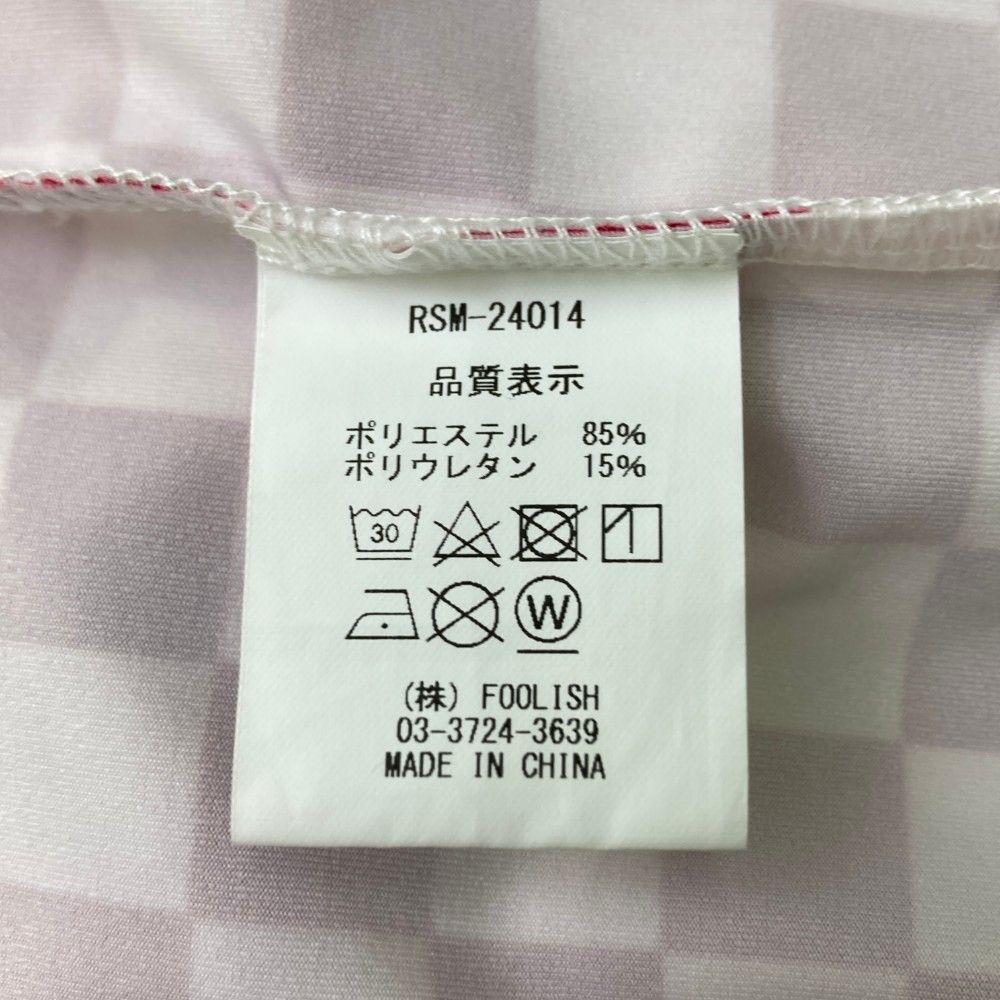 RSM-24014
品質表示
ポリエステル 85%
ポリウレタン 15%
30
W
(株) FOOLISH
03-3724-3639
MADE IN CHINA